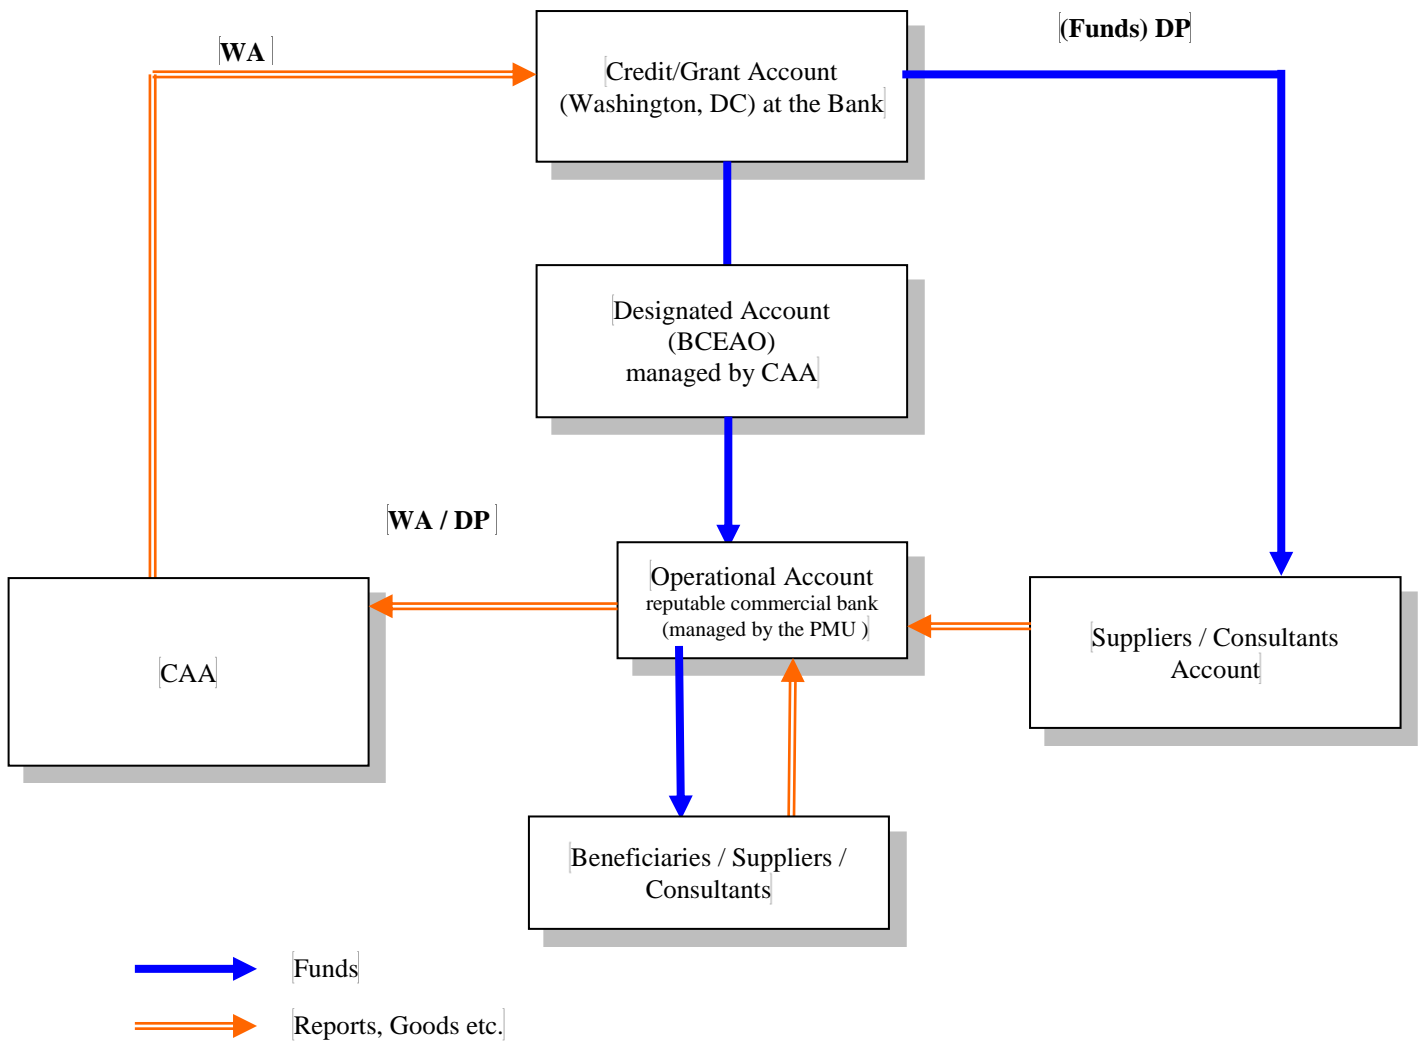 WA
(Funds) DP
Credit/Grant Account
(Washington, DC) at the Bank
Designated Account
(BCEAO)
managed by CAA
WA / DP
Operational Account
reputable commercial bank
(managed by the PMU )
CAA
Suppliers / Consultants
Account
Beneficiaries / Suppliers /
Consultants
Funds
Reports, Goods etc.